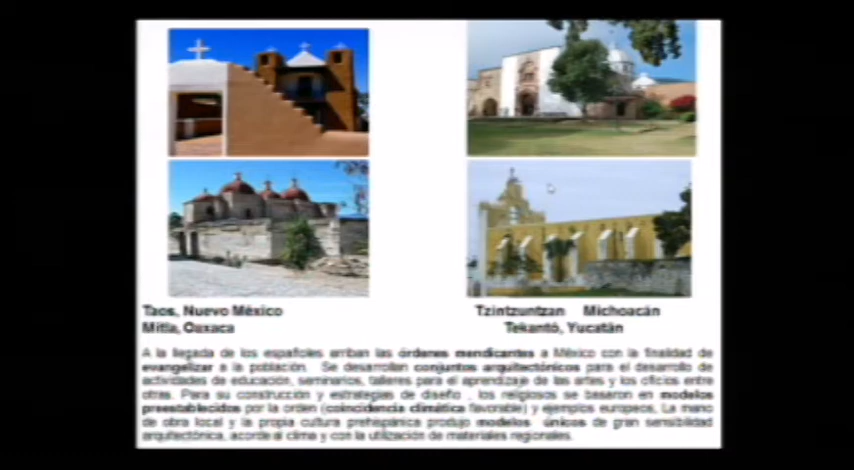 Taos, Nuevo México
Mitla, Oaxaca
Tzintzuntzan Michoacán
Tekantó, Yucatán
A la llegada de los españoles arriban las órdenes mendicantes a México con la finalidad de
evangelizar a la población. Se desarrollan conjuntos arquitectónicos para el desarrollo de
actividades de educación, seminarios, talleres para el aprendizaje de las artes y los oficios entre
otras. Para su construcción y estrategias de diseño , los religiosos se basaron en modelos
preestablecidos por la orden (coincidencia climática favorable) y ejemplos europeos, La mano
de obra local y la propia cultura prehispánica produjo modelos únicos de gran sensibilidad
arquitectónica, acorde al clima y con la utilización de materiales regionales.